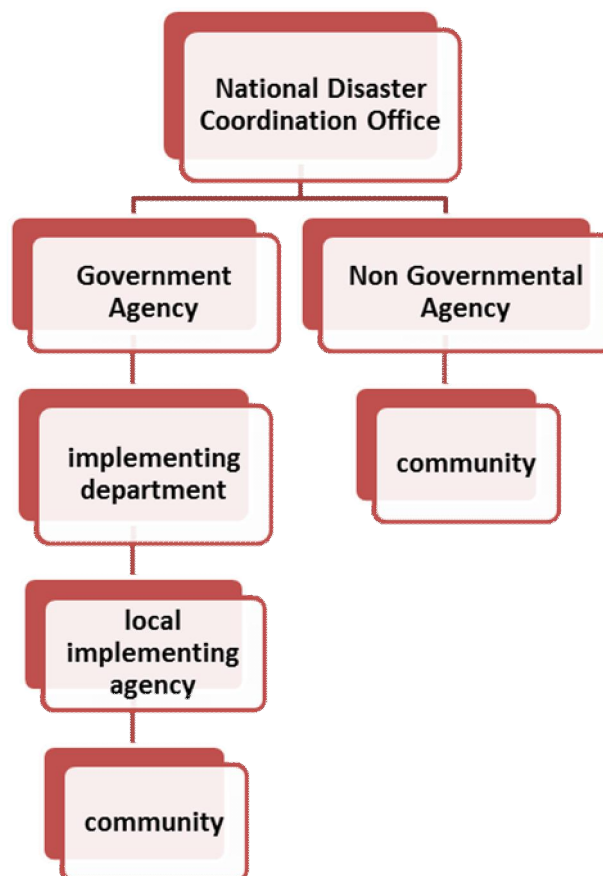 National Disaster
Coordination Office
Government
Agency
Non Governmental
Agency
implementing
department
community
local
implementing
agency
community